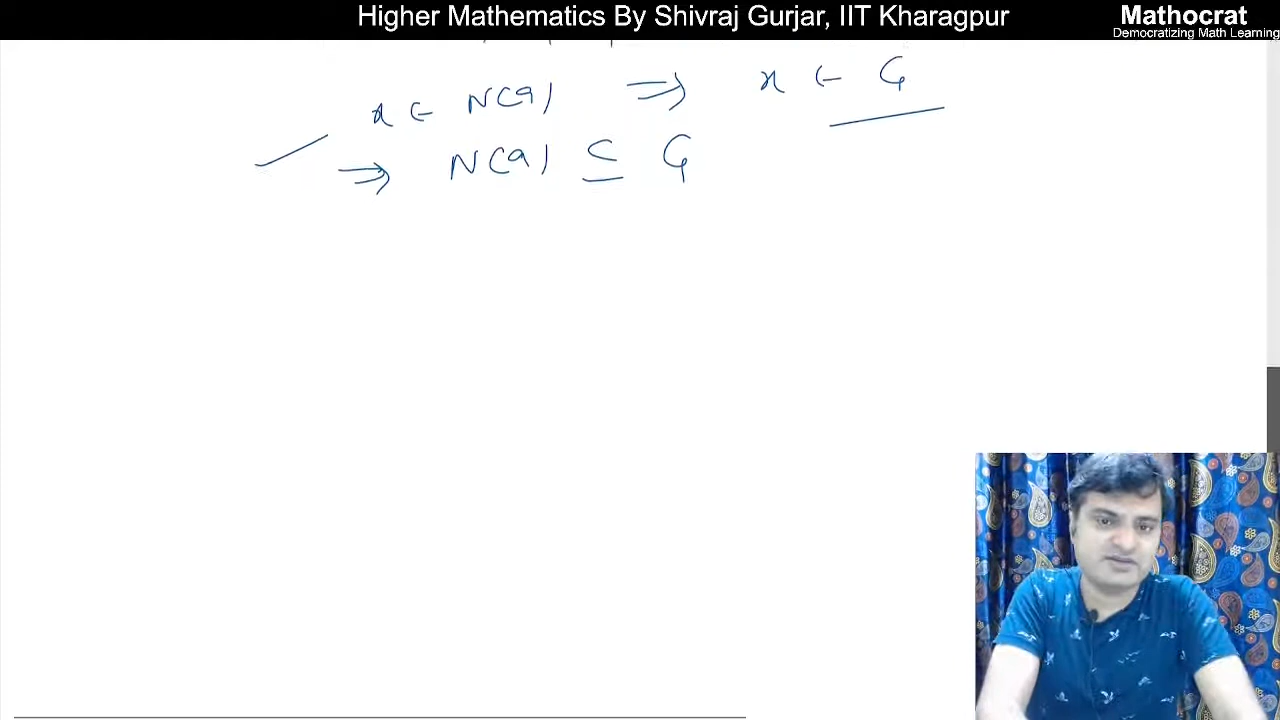 Higher Mathematics By Shivraj Gurjar, IIT Kharagpur
Mathocrat
Democratizing Math Learning
x ∈ N(a) ⇒ x ∈ G
⇒ N(a) ⊆ G